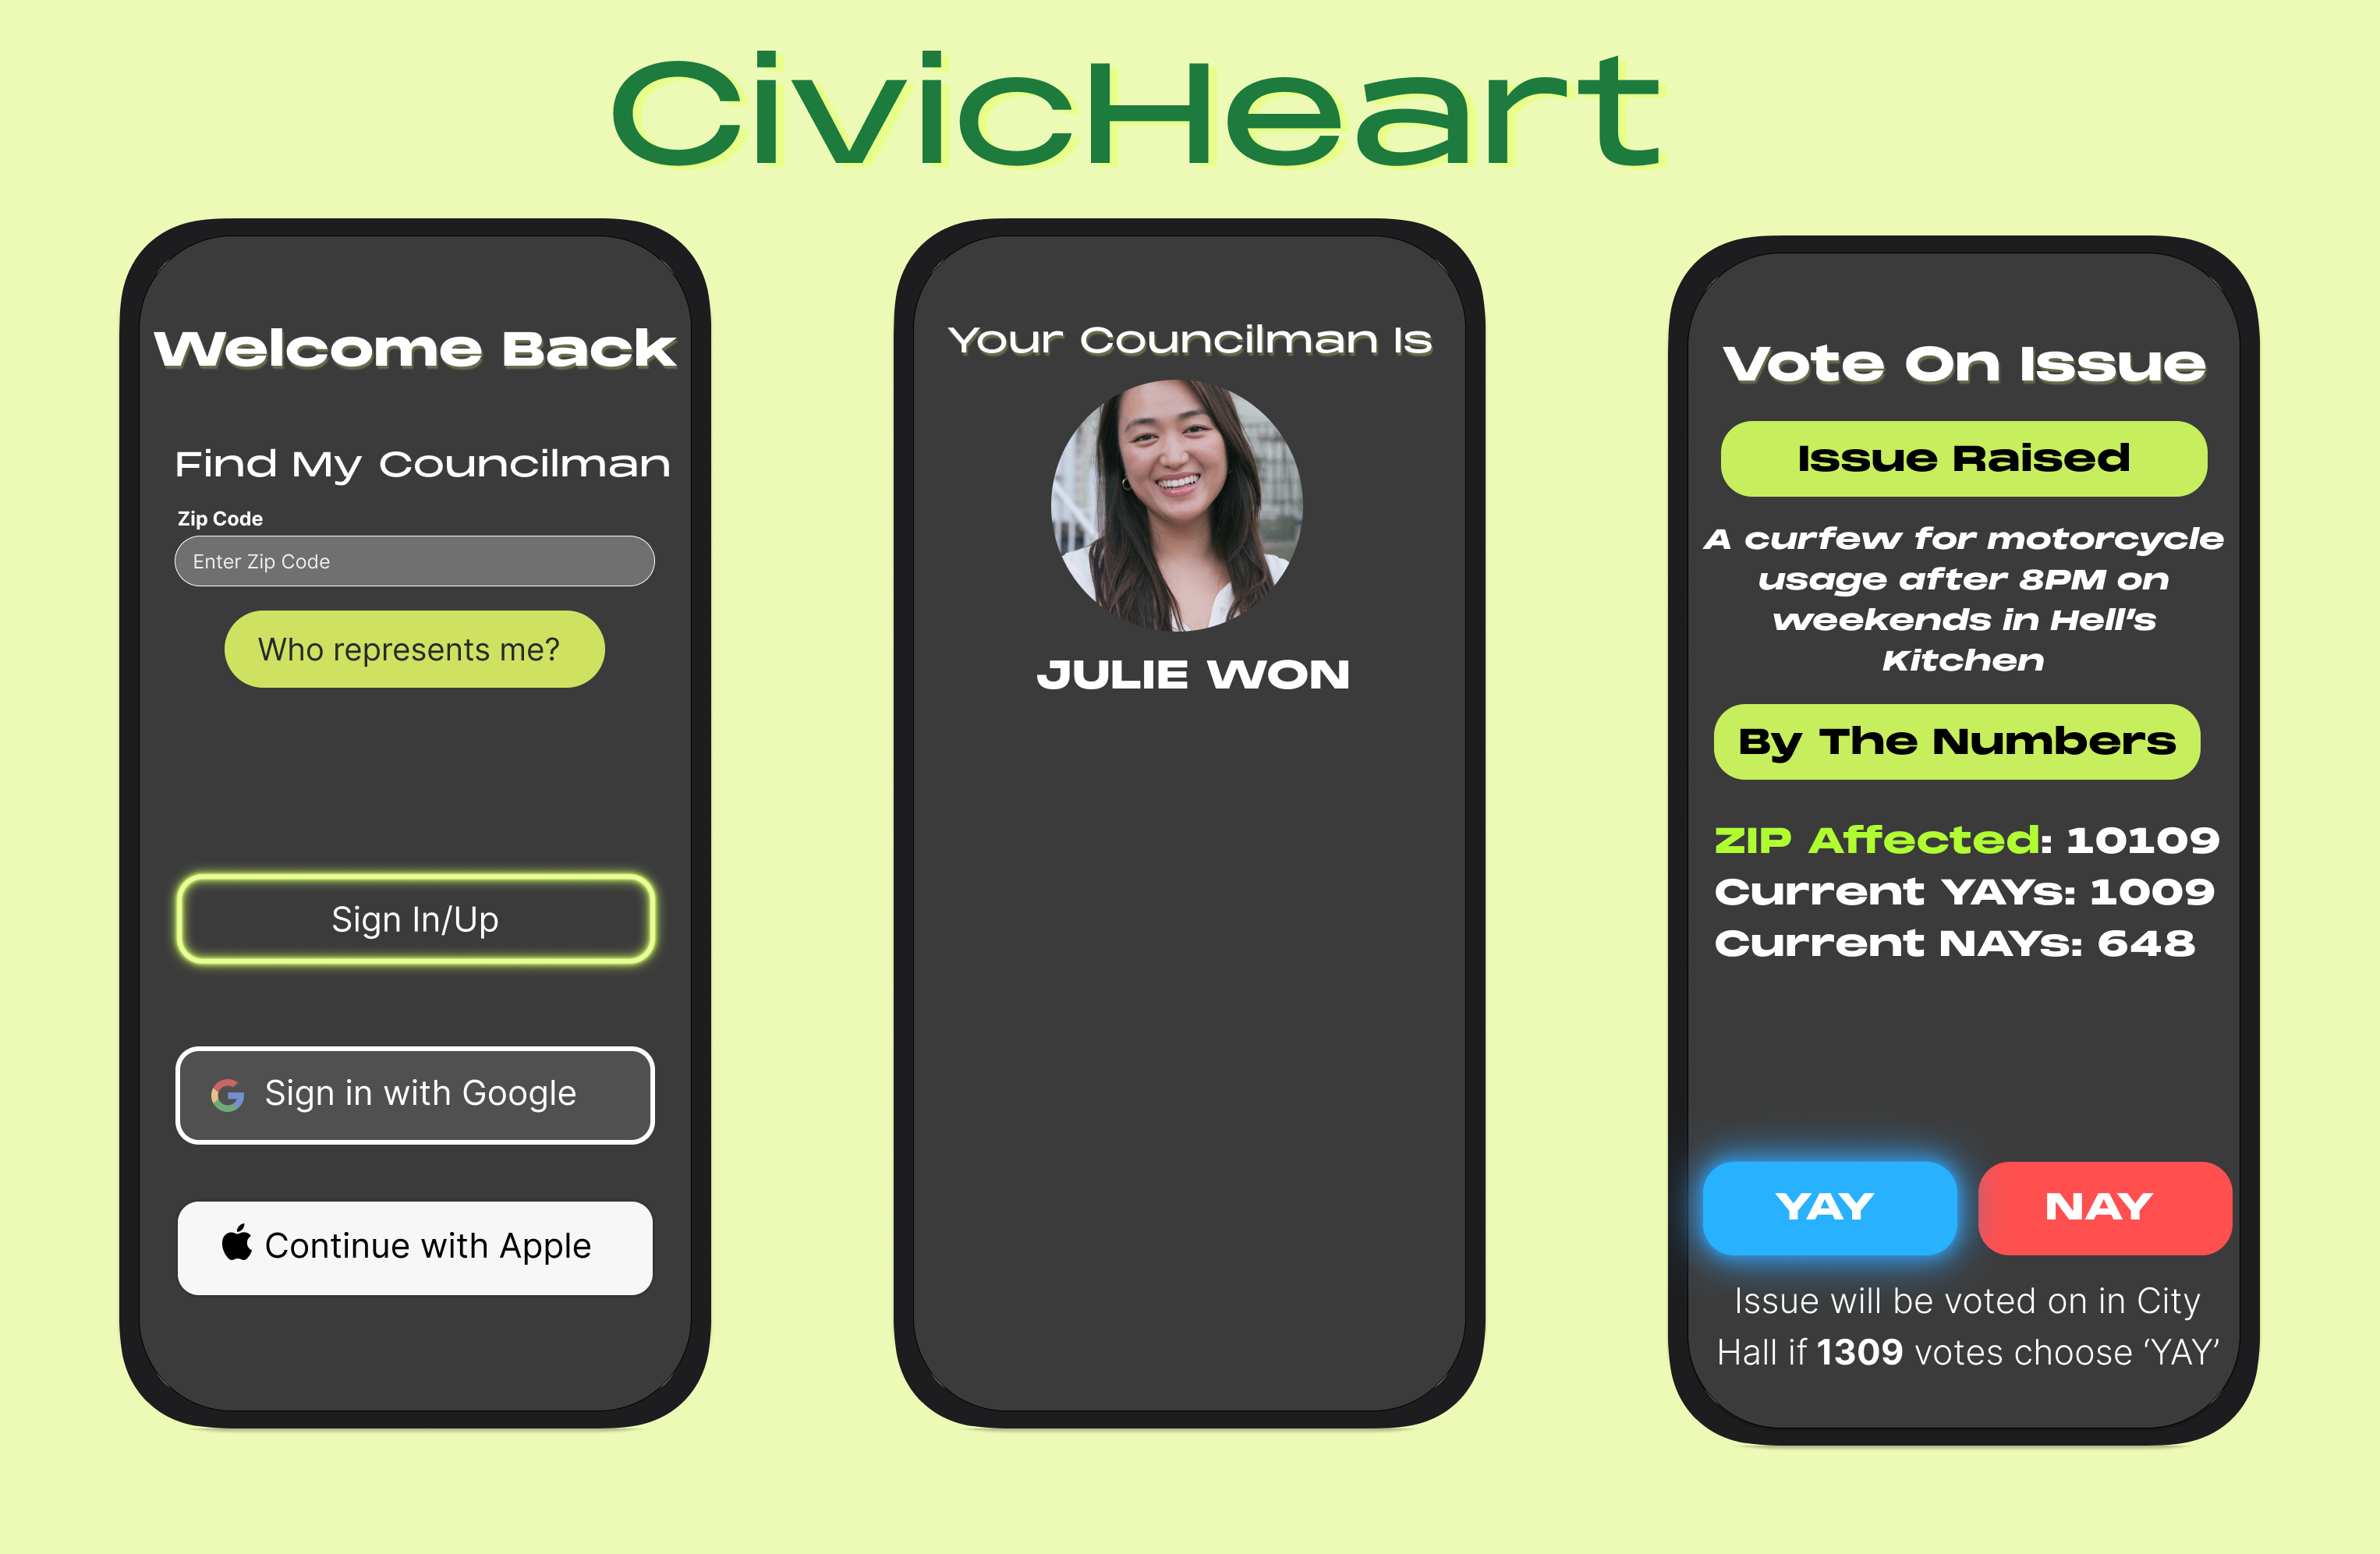 CivicHeart
Welcome Back
Find My Councilman
Zip Code
Enter Zip Code
Who represents me?
Sign In/Up
Sign in with Google
Continue with Apple
Your Councilman Is
JULIE WON
Vote On Issue
Issue Raised
A curfew for motorcycle
usage after 8PM on
weekends in Hell's
Kitchen
By The Numbers
ZIP Affected: 10109
Current YAYs: 1009
Current NAYs: 648
YAY
NAY
Issue will be voted on in City
Hall if 1309 votes choose ‘YAY’